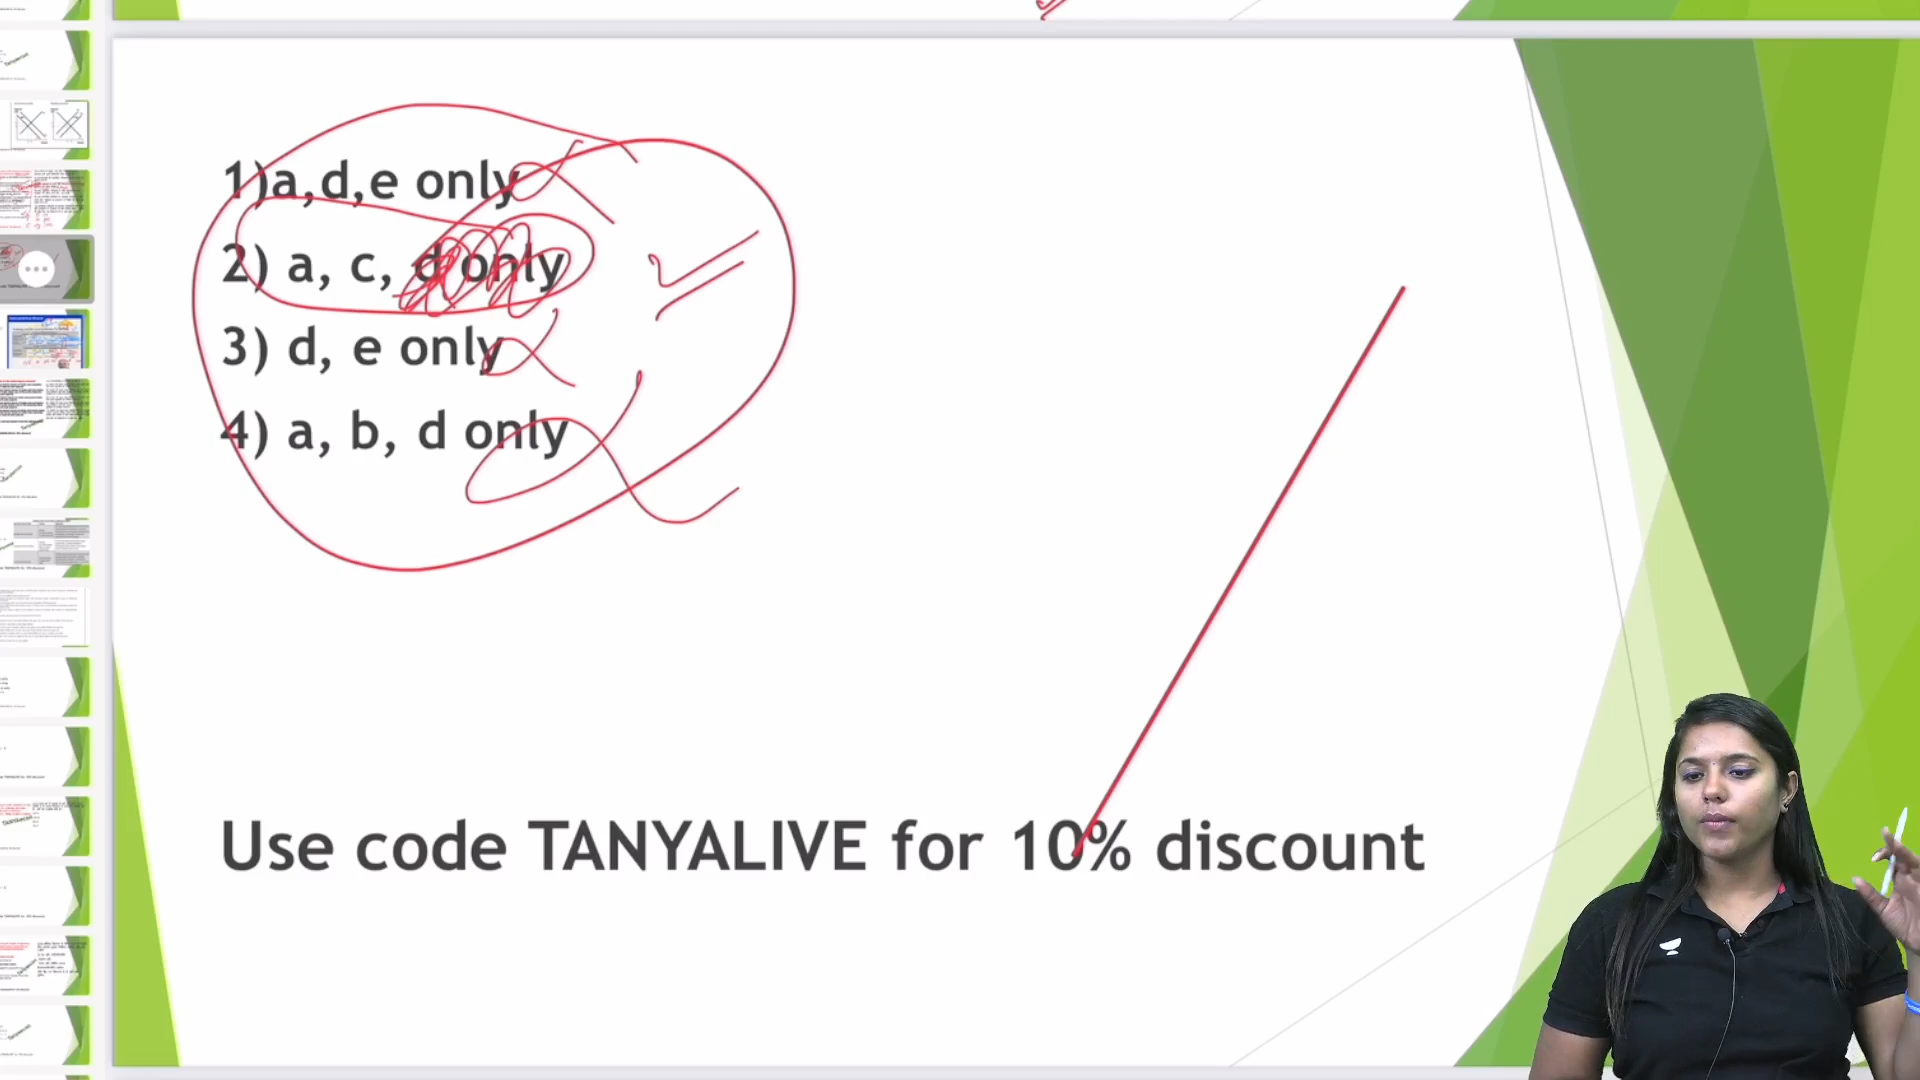 1)a,d,e only
2) a, c, d only
3) d, e only
4) a, b, d only
Use code TANYALIVE for 10% discount